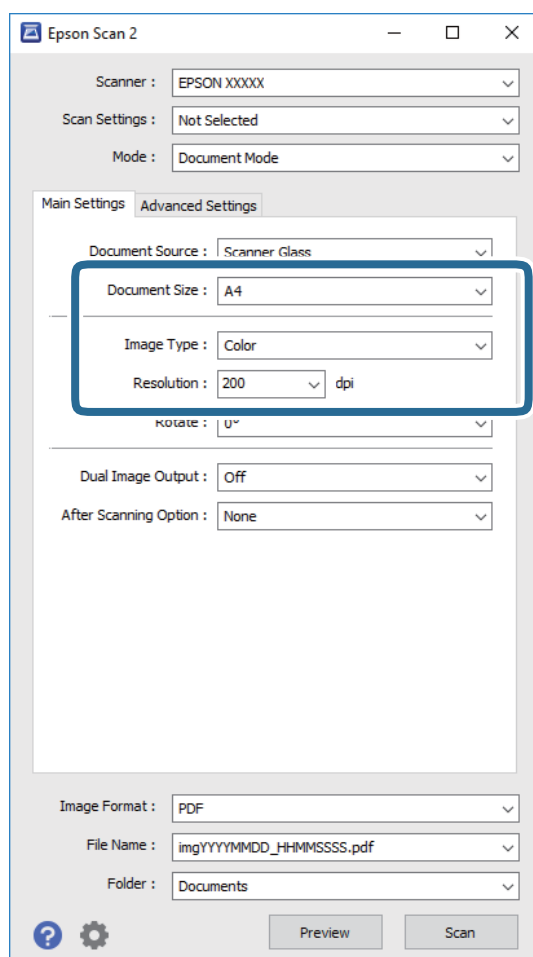 Epson Scan 2
Scanner : EPSON XXXXX
Scan Settings : Not Selected
Mode : Document Mode
Main Settings Advanced Settings
Document Source : Scanner Glass
Document Size : A4
Image Type : Color
Resolution : 200 dpi
Rotate : 0°
Dual Image Output : Off
After Scanning Option : None
Image Format : PDF
File Name : imgYYYYMMDD_HHMMSSSS.pdf
Folder : Documents
? Preview Scan